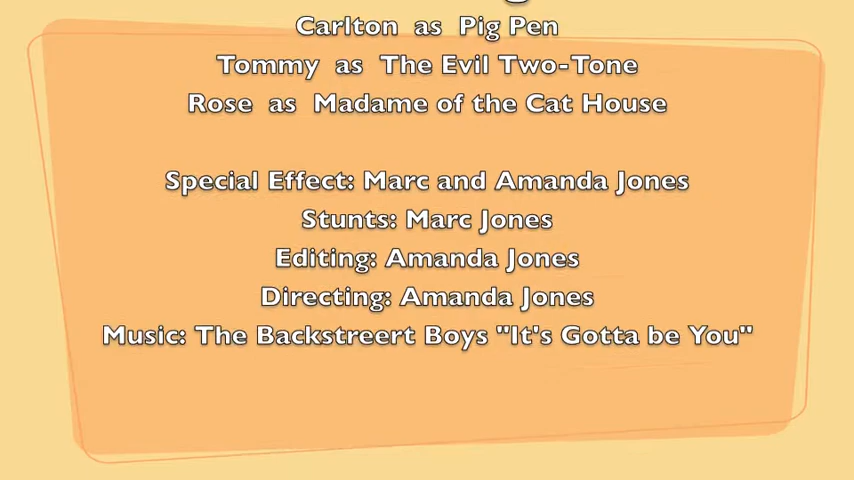 Carlton as Pig Pen
Tommy as The Evil Two-Tone
Rose as Madame of the Cat House
Special Effect: Marc and Amanda Jones
Stunts: Marc Jones
Editing: Amanda Jones
Directing: Amanda Jones
Music: The Backstreert Boys "It's Gotta be You"